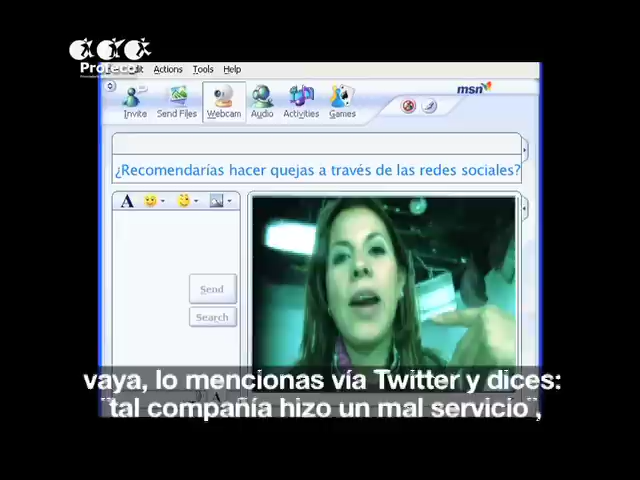 Proteco
Actions Tools Help
msn
Invite Send Files Webcam Audio Activities Games
¿Recomendarías hacer quejas a través de las redes sociales?
A
Send
Search
A
vaya, lo mencionas vía Twitter y dices:
¨tal compañía hizo un mal servicio¨,